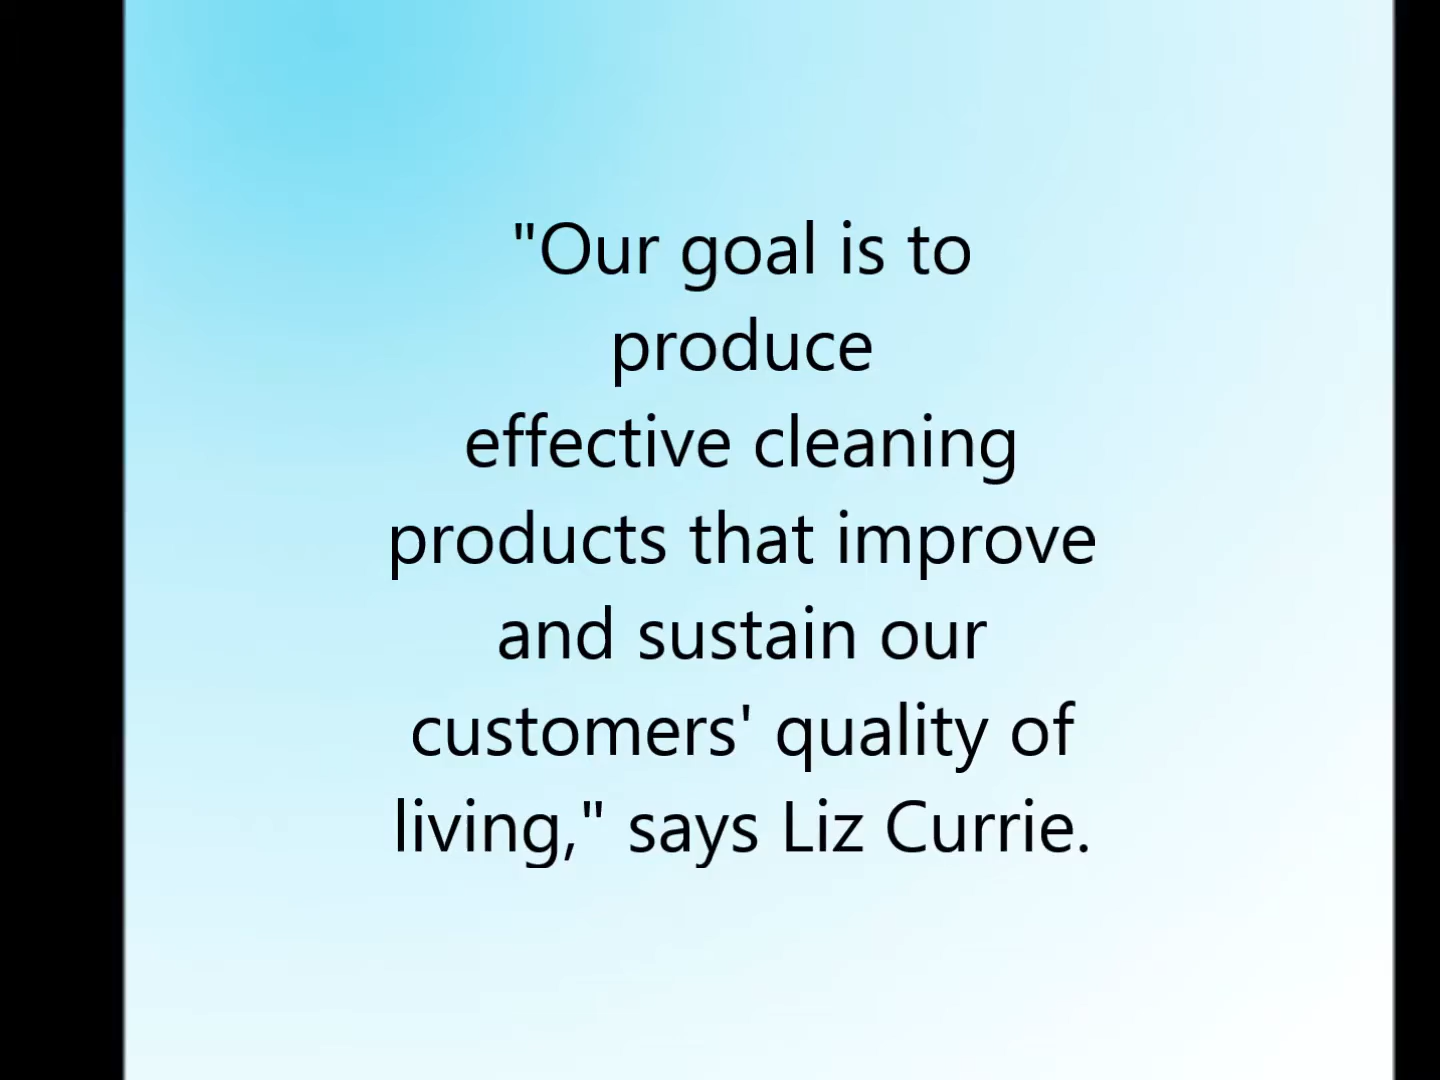 "Our goal is to
produce
effective cleaning
products that improve
and sustain our
customers' quality of
living," says Liz Currie.